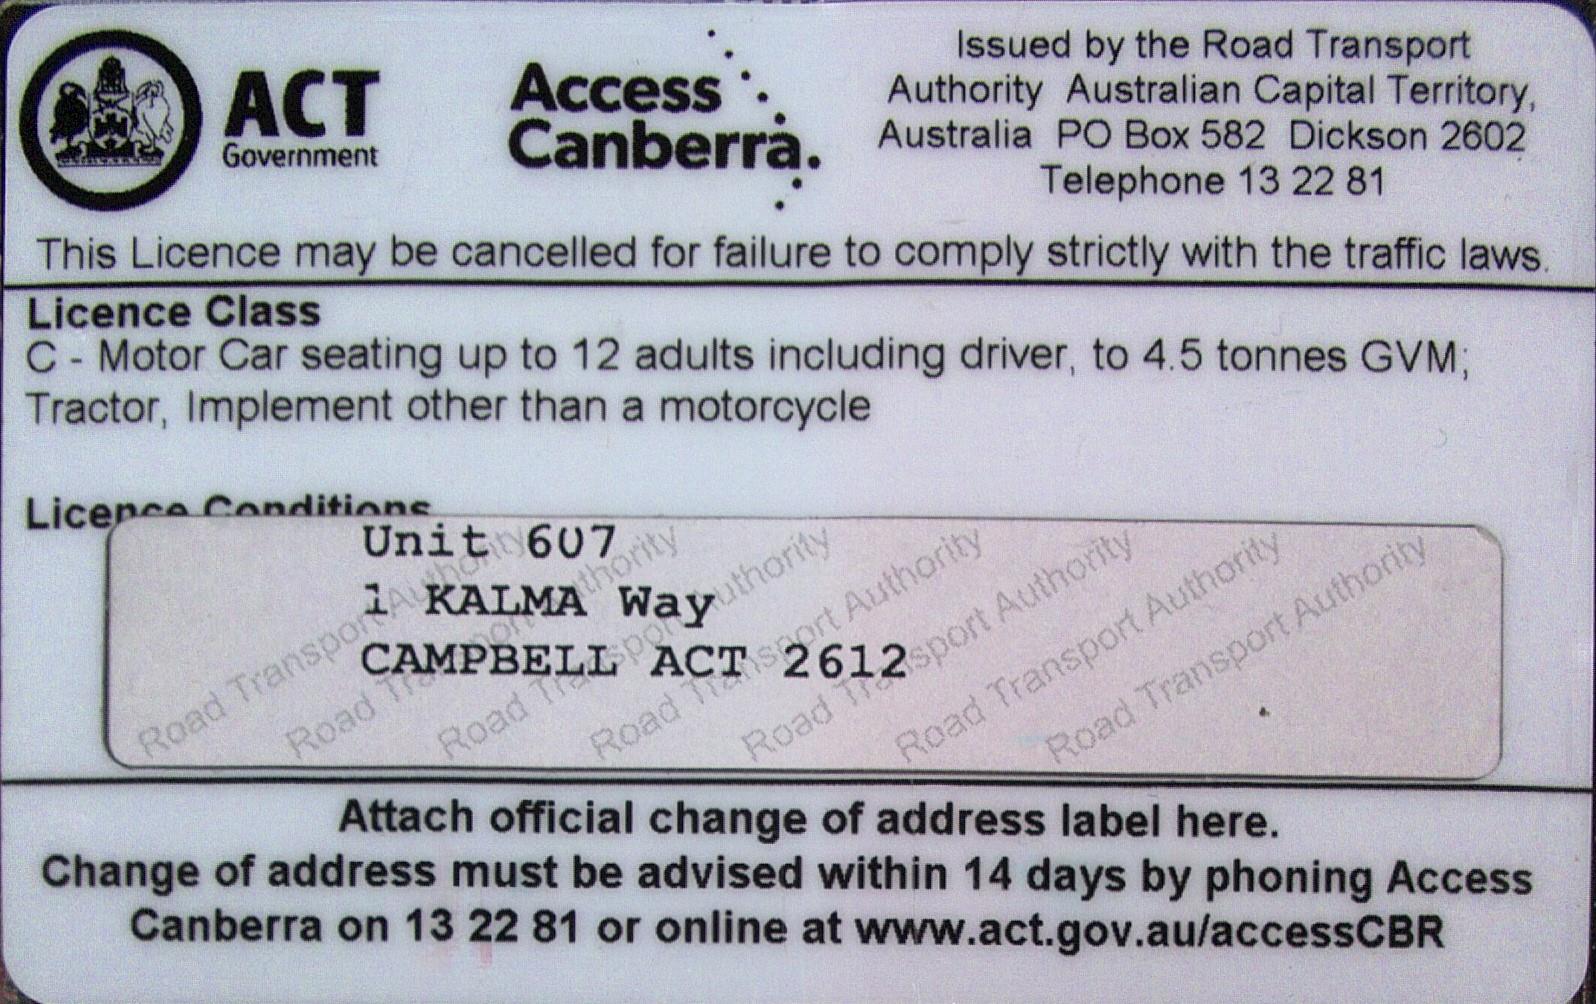 ACT
Government
Access
Canberra.
Issued by the Road Transport
Authority Australian Capital Territory,
Australia PO Box 582 Dickson 2602
Telephone 13 22 81
This Licence may be cancelled for failure to comply strictly with the traffic laws.
Licence Class
C - Motor Car seating up to 12 adults including driver, to 4.5 tonnes GVM;
Tractor, Implement other than a motorcycle
Licence Conditions
Unit 607
1 KALMA Way
CAMPBELL ACT 2612
Road Transport Authority Road Transport Authority Road Transport Authority Road Transport Authority Road Transport Authority Road Transport Authority Road Transport Authority
Attach official change of address label here.
Change of address must be advised within 14 days by phoning Access
Canberra on 13 22 81 or online at www.act.gov.au/accessCBR